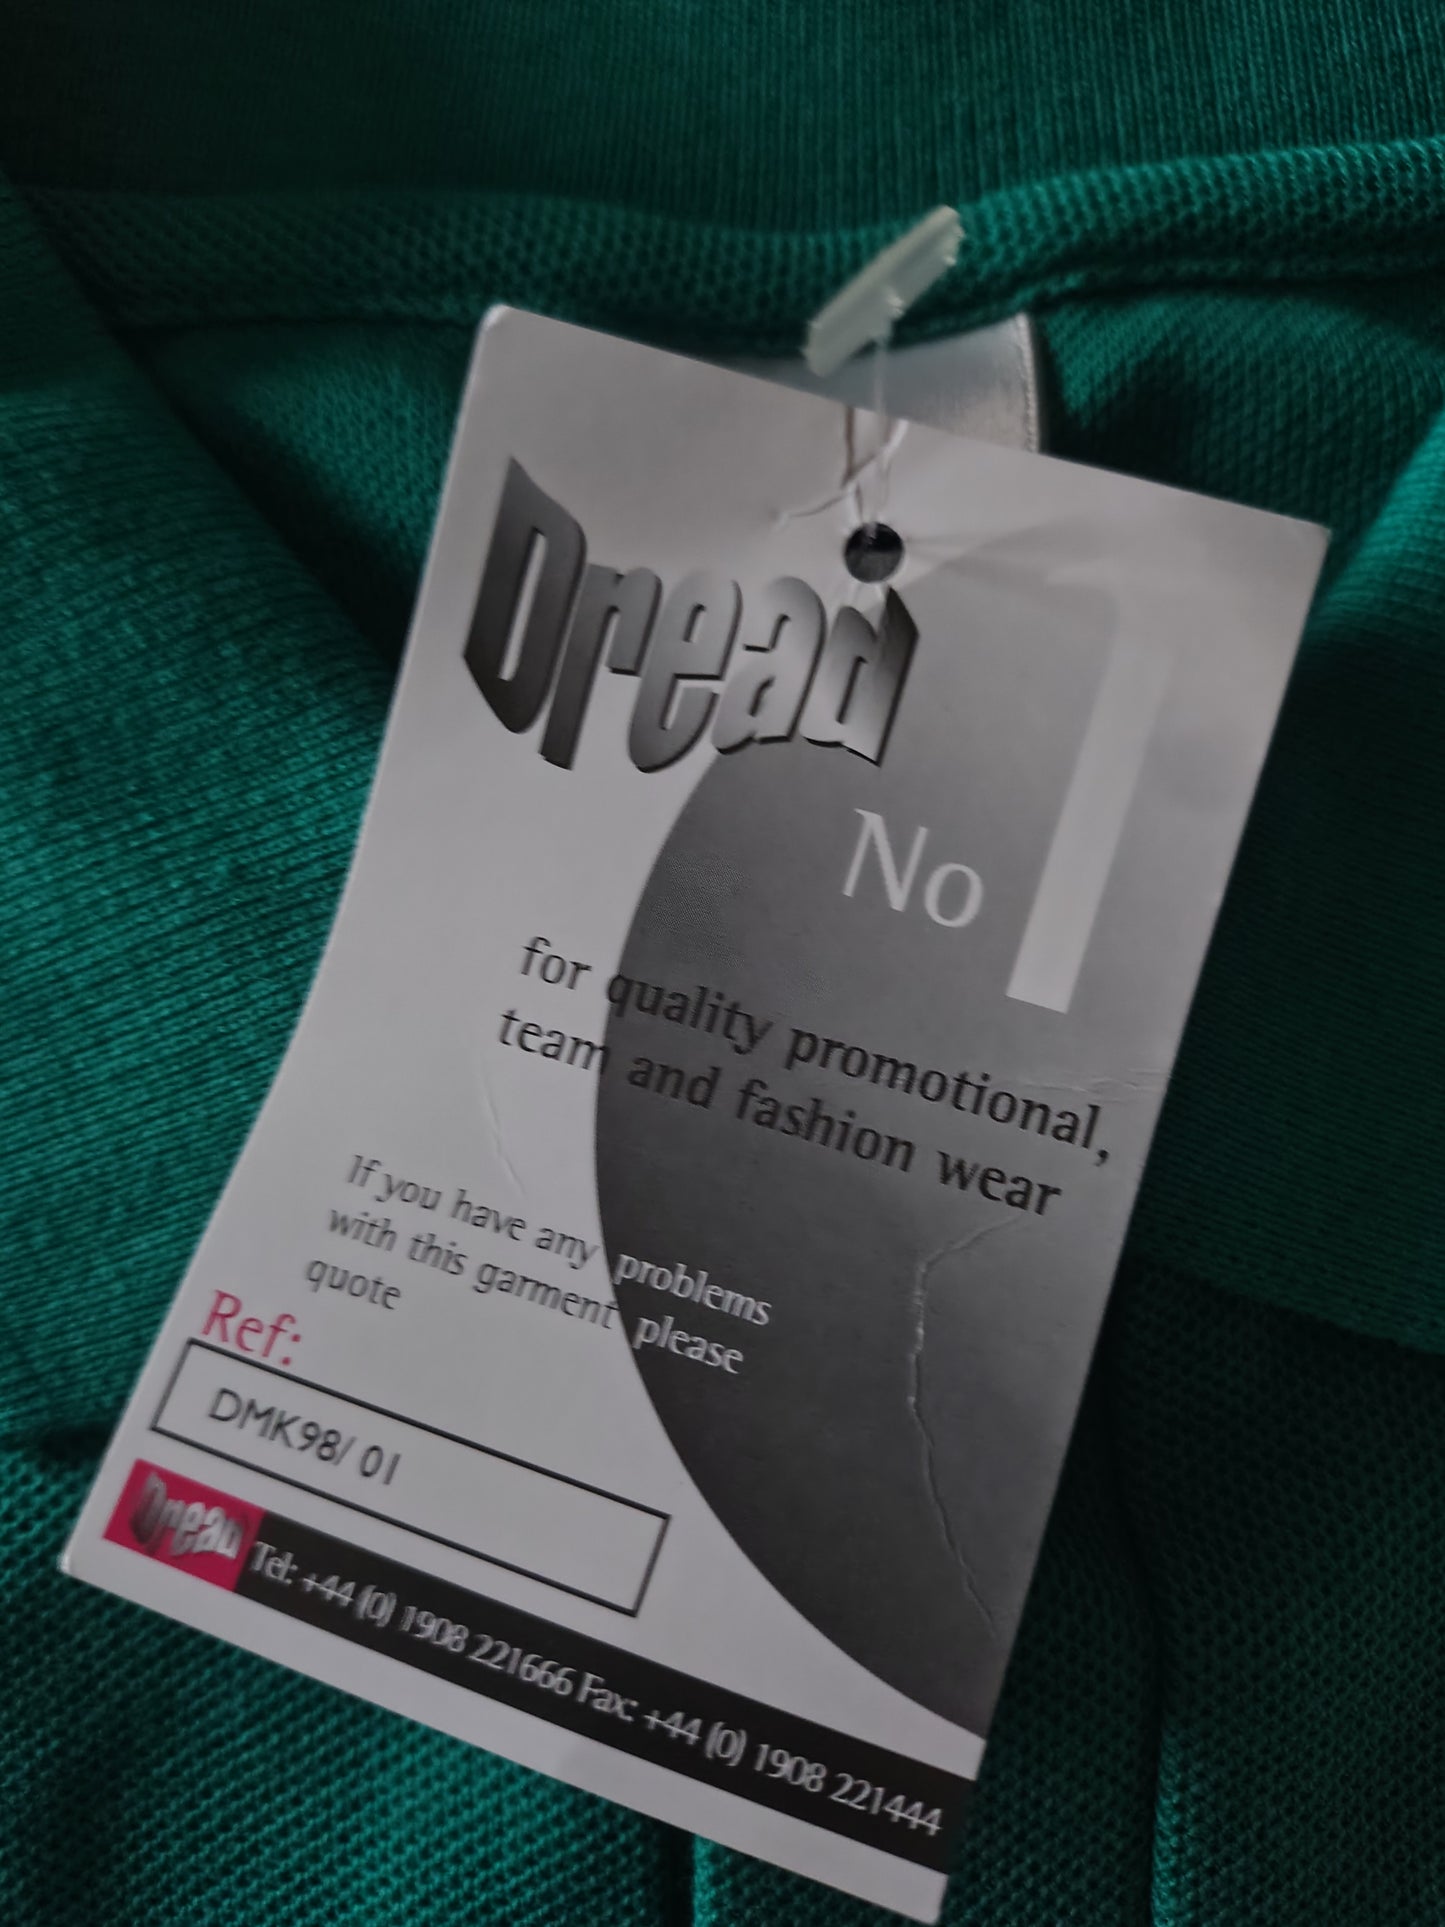 Dread
No 1
for quality promotional,
team and fashion wear
If you have any problems
with this garment please
quote
Ref:
DMK98/ 01
Dread Tel: +44 (0) 1908 221666 Fax: +44 (0) 1908 221444